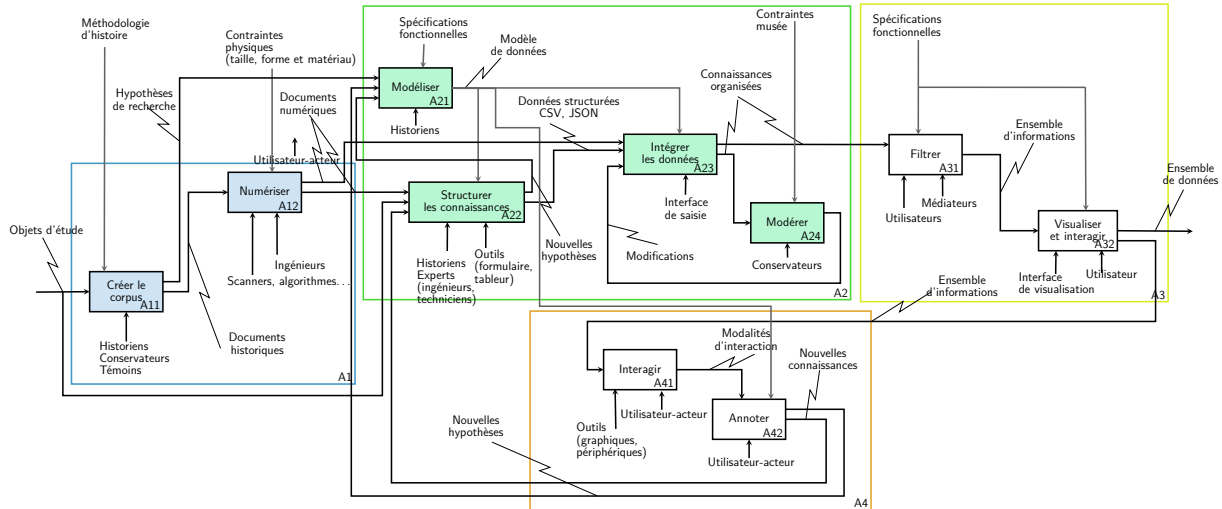 Méthodologie
d'histoire
Contraintes
physiques
(taille, forme et matériau)
Spécifications
fonctionnelles
Modèle
de données
Contraintes
musée
Spécifications
fonctionnelles
Hypothèses
de recherche
Documents
numériques
Modéliser
A21
Historiens
Données structurées
CSV, JSON
Connaissances
organisées
Utilisateur-acteur
Intégrer
les données
A23
Interface
de saisie
Filtrer
A31
Utilisateurs
Médiateurs
Ensemble
d'informations
Ensemble
de données
Numériser
A12
Ingénieurs
Scanners, algorithmes...
Structurer
les connaissances
A22
Historiens
Experts
(ingénieurs,
techniciens)
Outils
(formulaire,
tableur)
Nouvelles
hypothèses
Modifications
Modérer
A24
Conservateurs
Visualiser
et interagir
A32
Interface
de visualisation
Utilisateur
Objets d'étude
Créer le
corpus
A11
Historiens
Conservateurs
Témoins
Documents
historiques
A1
A2
A3
Ensemble
d'informations
Modalités
d'interaction
Nouvelles
connaissances
Interagir
A41
Utilisateur-acteur
Outils
(graphiques,
périphériques)
Annoter
A42
Utilisateur-acteur
Nouvelles
hypothèses
A4